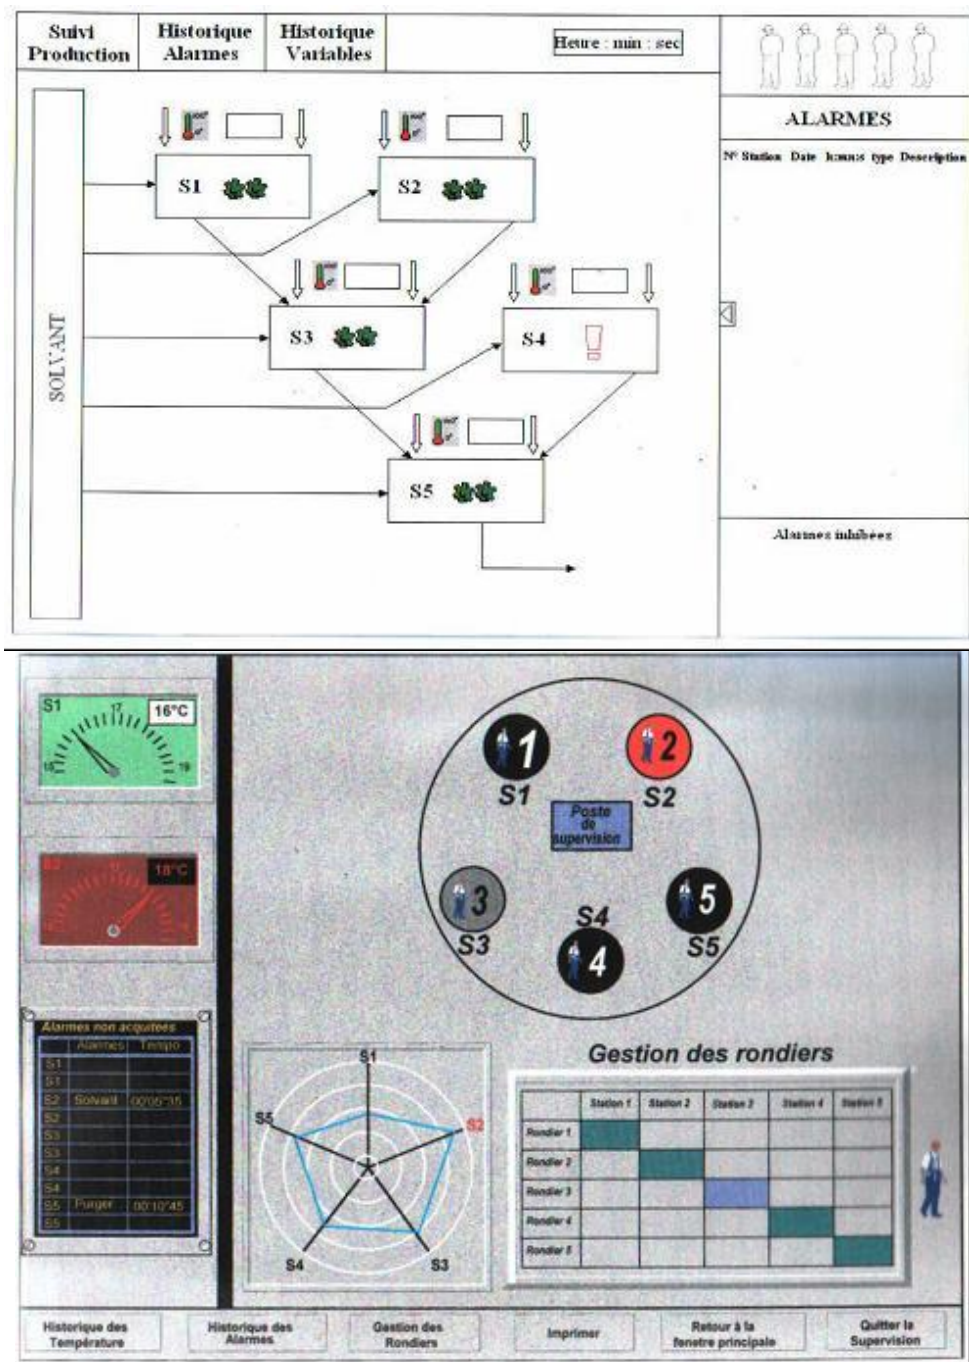 Suivi
Production
Historique
Alarmes
Historique
Variables
Heure : min : sec
ALARMES
N° Station Date h:mn:s type Description
S1
S2
S3
S4
S5
SOLVANT
Alarmes inhibées
S1
17
16°C
15
19
18°C
1
S1
2
S2
Poste
de
supervision
3
S3
S4
4
5
S5
Alarmes non acquitées
Alarmes Tempo
S1
S1
S2 Solvant 00'05"35
S2
S3
S3
S4
S4
S5 Purger 00'10"45
S5
S1
S5
S2
S4
S3
Gestion des rondiers
Station 1 Station 2 Station 3 Station 4 Station 5
Rondier 1
Rondier 2
Rondier 3
Rondier 4
Rondier 5
Historique des
Température
Historique des
Alarmes
Gestion des
Rondiers
Imprimer
Retour à la
fenetre principale
Quitter la
Supervision